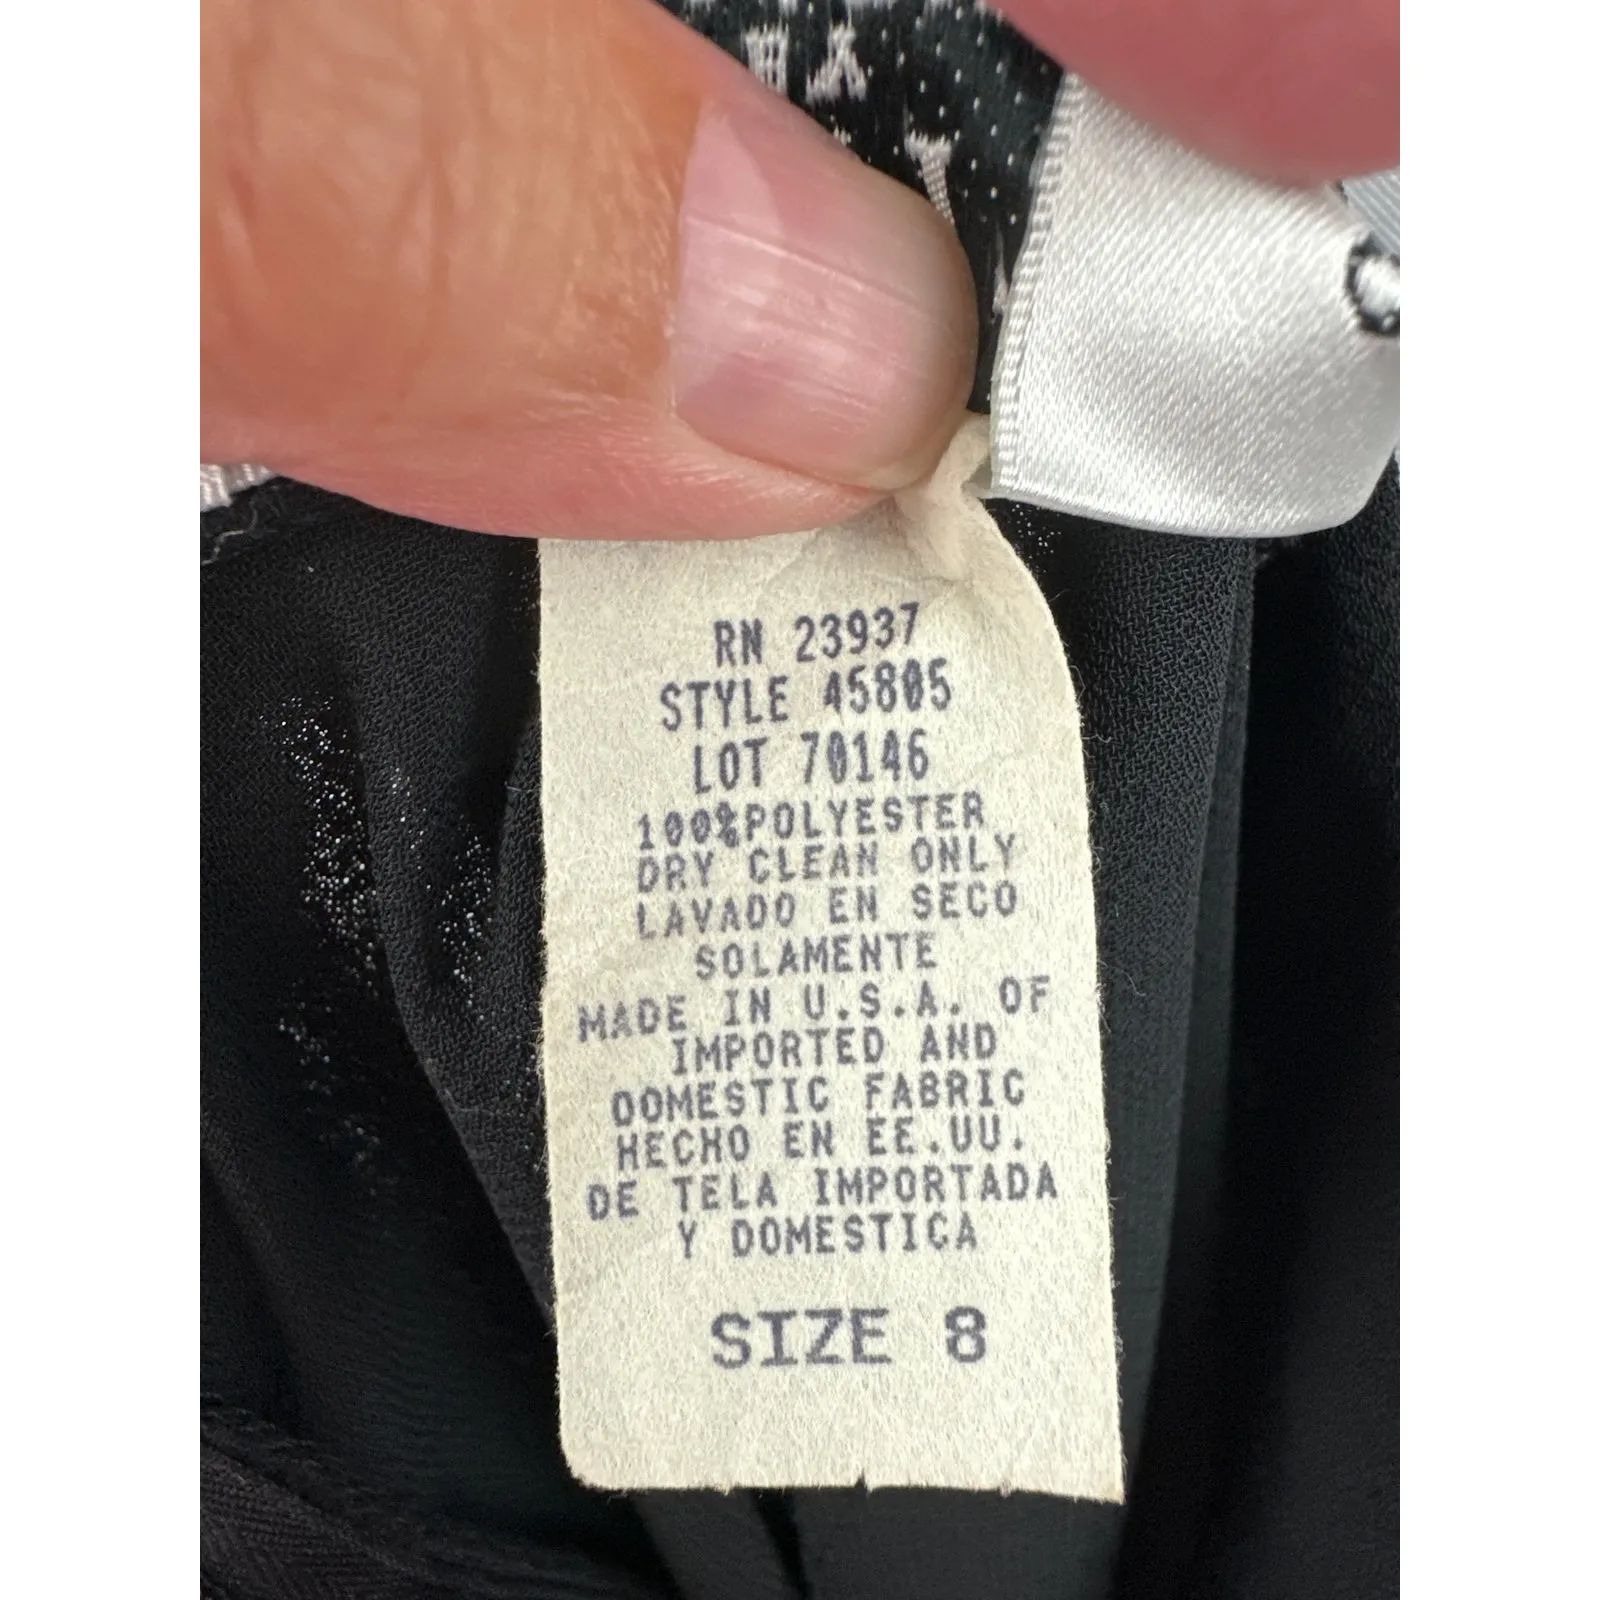 RN 23937
STYLE 45805
LOT 70146
100%POLYESTER
DRY CLEAN ONLY
LAVADO EN SECO
SOLAMENTE
MADE IN U.S.A. OF
IMPORTED AND
DOMESTIC FABRIC
HECHO EN EE.UU.
DE TELA IMPORTADA
Y DOMESTICA
SIZE 8